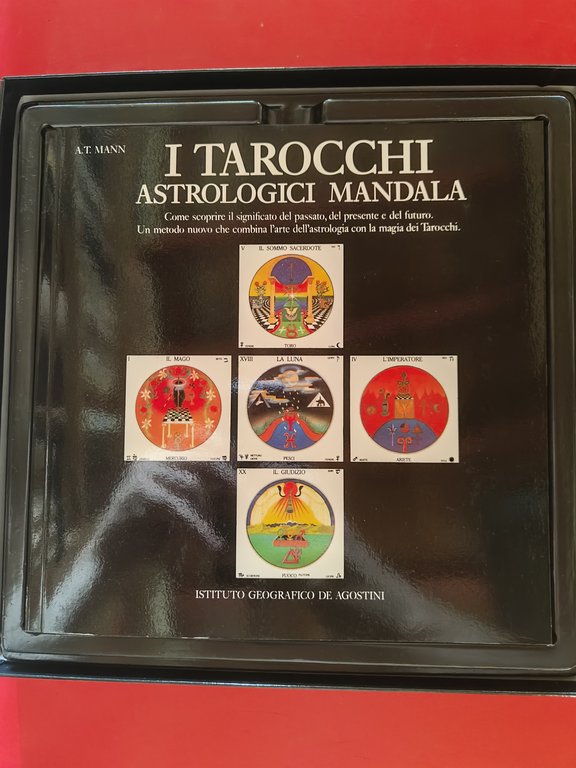 A.T. MANN
I TAROCCHI
ASTROLOGICI MANDALA
Come scoprire il significato del passato, del presente e del futuro.
Un metodo nuovo che combina l'arte dell'astrologia con la magia dei Tarocchi.
V IL SOMMO SACERDOTE
TORO
I IL MAGO
MERCURIO
XVIII LA LUNA
PESCI
IV L'IMPERATORE
ARIETE
XX IL GIUDIZIO
FUOCO
ISTITUTO GEOGRAFICO DE AGOSTINI